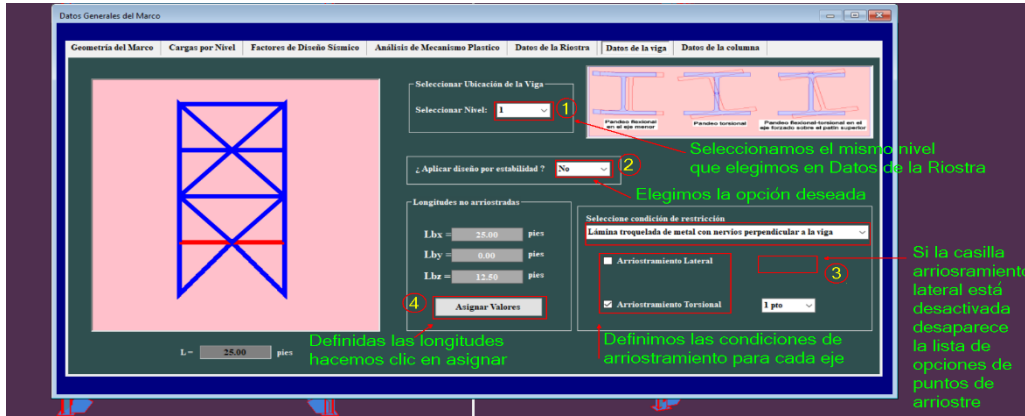 Datos Generales del Marco
Geometría del Marco
Cargas por Nivel
Factores de Diseño Sísmico
Análisis de Mecanismo Plastico
Datos de la Riostra
Datos de la viga
Datos de la columna
Seleccionar Ubicación de la Viga
Seleccionar Nivel:
1
1
Pandeo flexional
en el eje menor
Pandeo torsional
Pandeo flexional-torsional en el
eje forzado sobre el patín superior
Seleccionamos el mismo nivel
que elegimos en Datos de la Riostra
¿ Aplicar diseño por estabilidad ?
No
2
Elegimos la opción deseada
Longitudes no arriostradas
Lbx =
25.00
pies
Lby =
0.00
pies
Lbz =
12.50
pies
4
Asignar Valores
Definidas las longitudes
hacemos clic en asignar
Seleccione condición de restricción
Lámina troquelada de metal con nervios perpendicular a la viga
Arriostramiento Lateral
3
Arriostramiento Torsional
1 pto
Definimos las condiciones de
arriostramiento para cada eje
Si la casilla
arriosramiento
lateral está
desactivada
desaparece
la lista de
opciones de
puntos de
arriostre
L =
25.00
pies